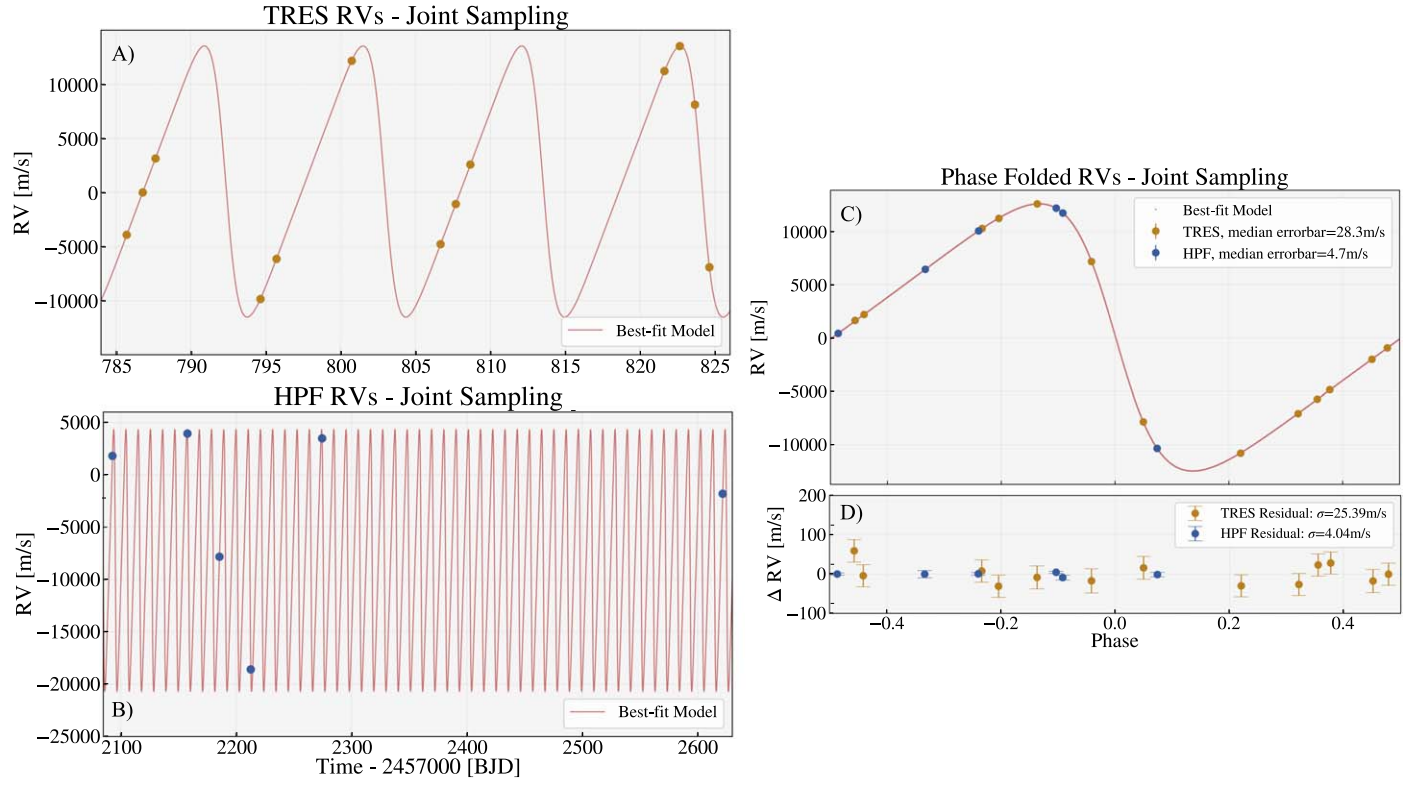 TRES RVs - Joint Sampling
A)
RV [m/s]
10000
5000
0
−5000
−10000
Best-fit Model
785
790
795
800
805
810
815
820
825
HPF RVs - Joint Sampling
RV [m/s]
5000
0
−5000
−10000
−15000
−20000
−25000
B)
Best-fit Model
2100
2200
2300
2400
2500
2600
Time - 2457000 [BJD]
Phase Folded RVs - Joint Sampling
C)
RV [m/s]
10000
5000
0
−5000
−10000
Best-fit Model
TRES, median errorbar=28.3m/s
HPF, median errorbar=4.7m/s
D)
Δ RV [m/s]
200
100
0
−100
TRES Residual: σ=25.39m/s
HPF Residual: σ=4.04m/s
−0.4
−0.2
0.0
0.2
0.4
Phase